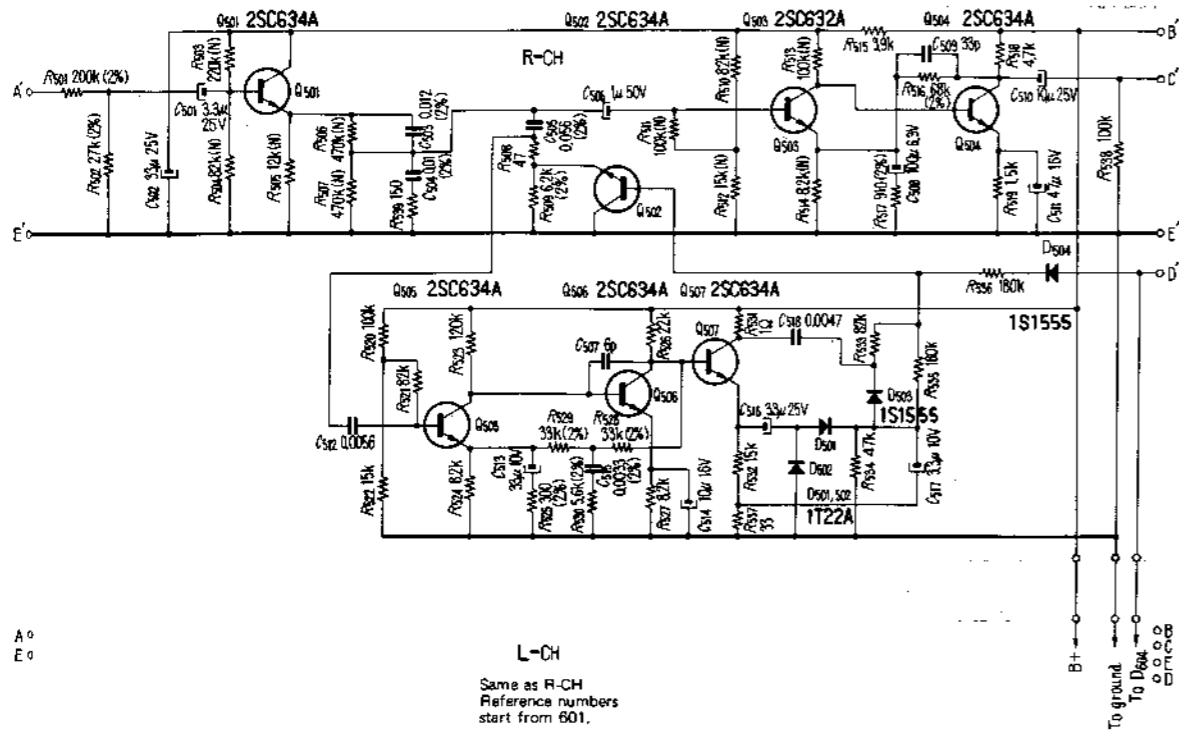 Q501 2SC634A
Q502 2SC634A
Q503 2SC632A
Q504 2SC634A
R-CH
B'
R503 220k(N)
R510 82k(N)
R513 100k(N)
R515 3.9k
C509 33p
R518 4.7k
A'
R501 200k (2%)
C501 3.3μ 25V
Q501
C503 0.012 (2%)
C505 0.056 (2%)
C506 1μ 50V
R511 100k(N)
Q503
R516 68k (2%)
Q504
C510 10μ 25V
C'
R502 27k (2%)
C502 33μ 25V
R504 82k(N)
R505 12k(N)
R506 470k(N)
R507 470k(N)
C504 0.01 (2%)
R539 150
R508 47
R509 6.2k (2%)
Q502
R512 15k(N)
R514 8.2k(N)
R517 910 (2%)
C508 100μ 6.3V
R519 1.5k
C511 47μ 16V
R538 100k
E'
E'
D504
D'
R536 180k
1S1555
Q505 2SC634A
Q506 2SC634A
Q507 2SC634A
R520 100k
R523 120k
C507 6p
R526 22k
Q507
R531 1Ω
C518 0.0047
R533 82k
R535 180k
R521 82k
Q506
D503
1S1555
C512 0.0056
Q505
R529 33k(2%)
R528 33k(2%)
C516 33μ 25V
D501
D502
R534 47k
C517 3.3μ 10V
R522 15k
R524 8.2k
C513 33μ 10V
R525 300 (2%)
R530 5.6k(2%)
C515 0.0033 (2%)
R527 8.2k
C514 10μ 16V
R532 15k
R537 33
D501, 502
1T22A
A
E
L-CH
Same as R-CH
Reference numbers
start from 601.
B+
To ground
To D604
B
C
E
D